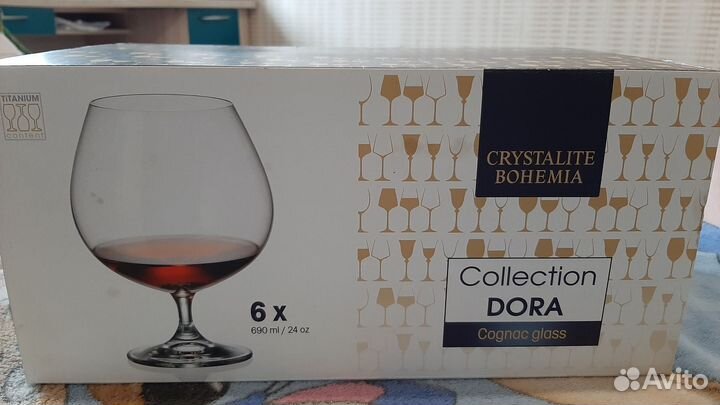 TITANIUM
content
CRYSTALITE
BOHEMIA
6 x
690 ml / 24 oz
Collection
DORA
Cognac glass
Avito